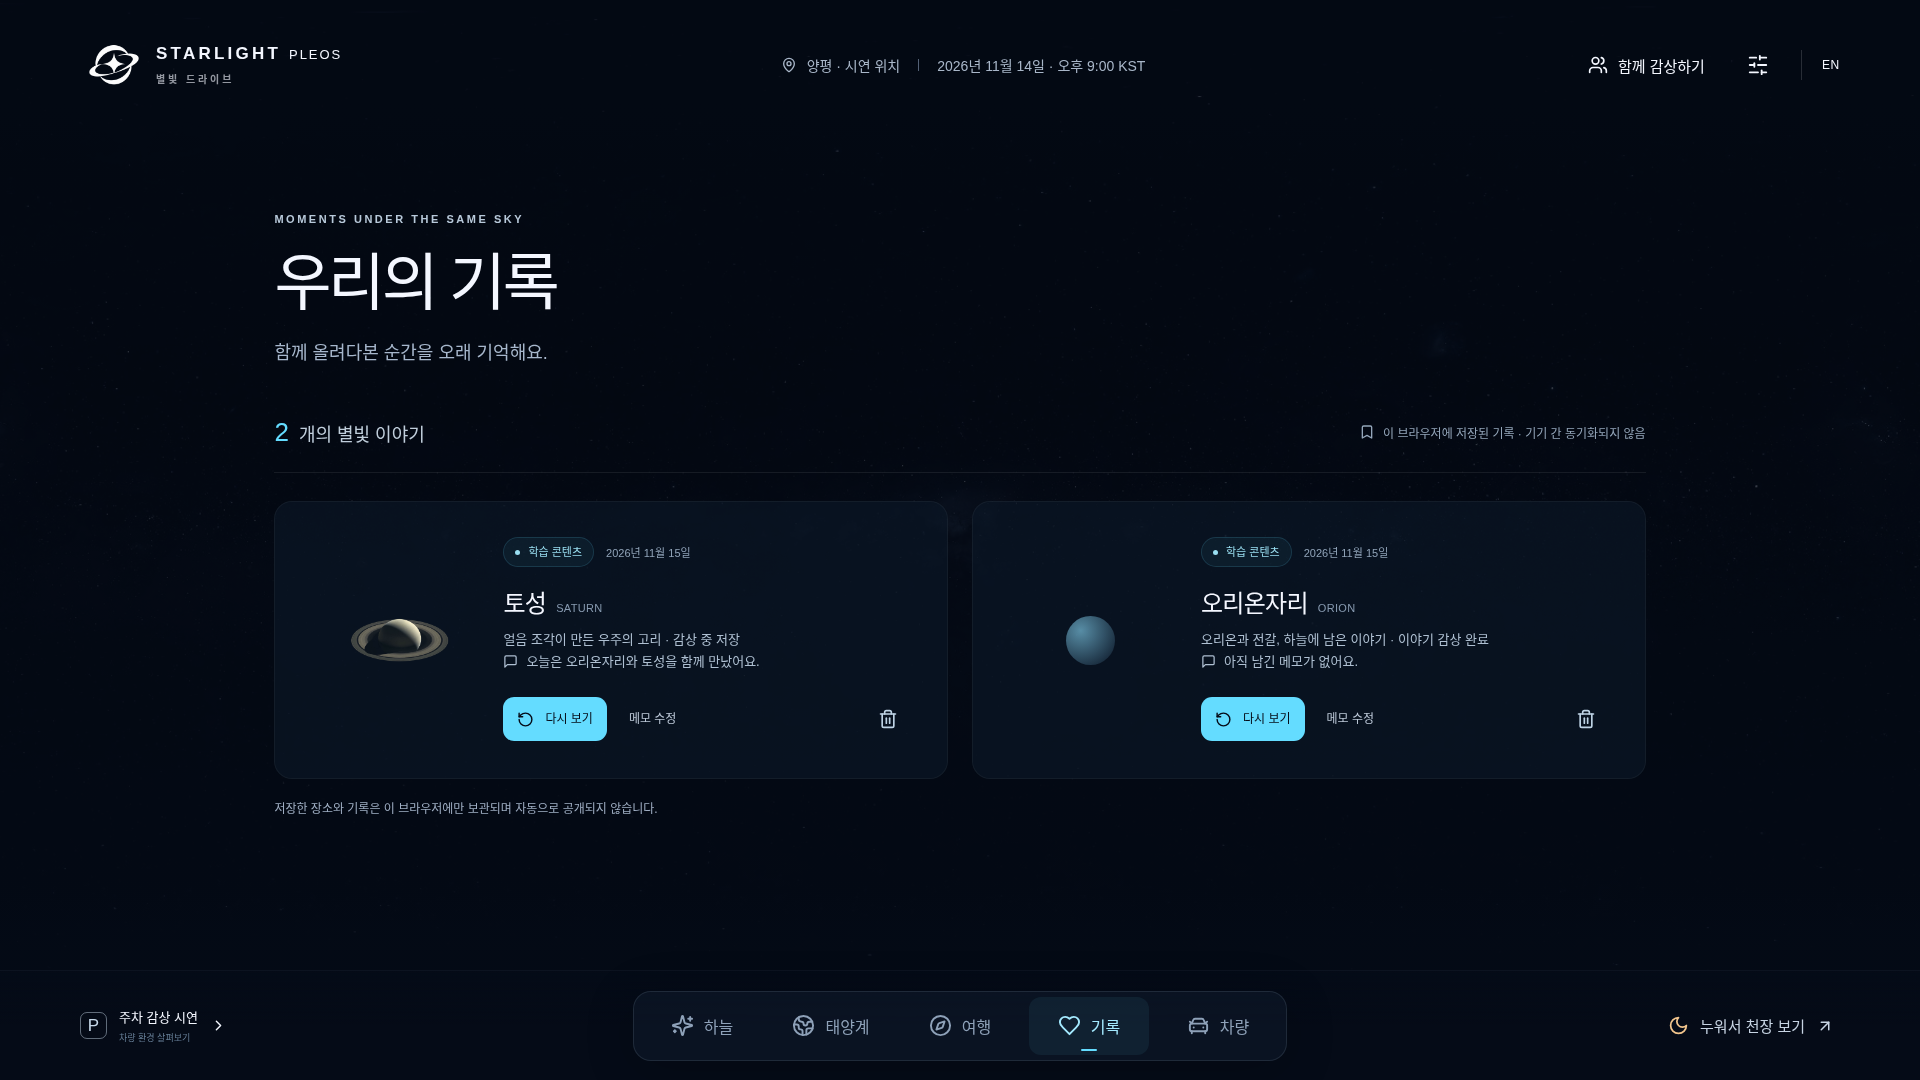 STARLIGHT PLEOS
별빛 드라이브
양평 · 시연 위치
2026년 11월 14일 · 오후 9:00 KST
함께 감상하기
EN
MOMENTS UNDER THE SAME SKY
우리의 기록
함께 올려다본 순간을 오래 기억해요.
2 개의 별빛 이야기
이 브라우저에 저장된 기록 · 기기 간 동기화되지 않음
학습 콘텐츠
2026년 11월 15일
토성 SATURN
얼음 조각이 만든 우주의 고리 · 감상 중 저장
오늘은 오리온자리와 토성을 함께 만났어요.
다시 보기
메모 수정
학습 콘텐츠
2026년 11월 15일
오리온자리 ORION
오리온과 전갈, 하늘에 남은 이야기 · 이야기 감상 완료
아직 남긴 메모가 없어요.
다시 보기
메모 수정
저장한 장소와 기록은 이 브라우저에만 보관되며 자동으로 공개되지 않습니다.
P
주차 감상 시연
차량 환경 살펴보기
하늘
태양계
여행
기록
차량
누워서 천장 보기